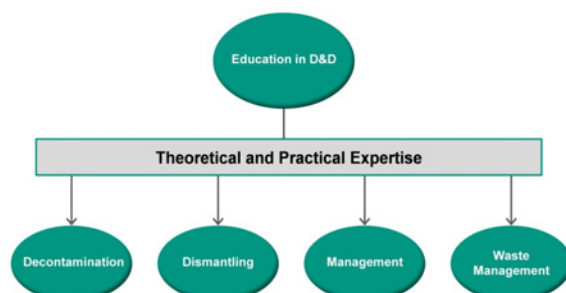 Education in D&D
Theoretical and Practical Expertise
Decontamination
Dismantling
Management
Waste
Management